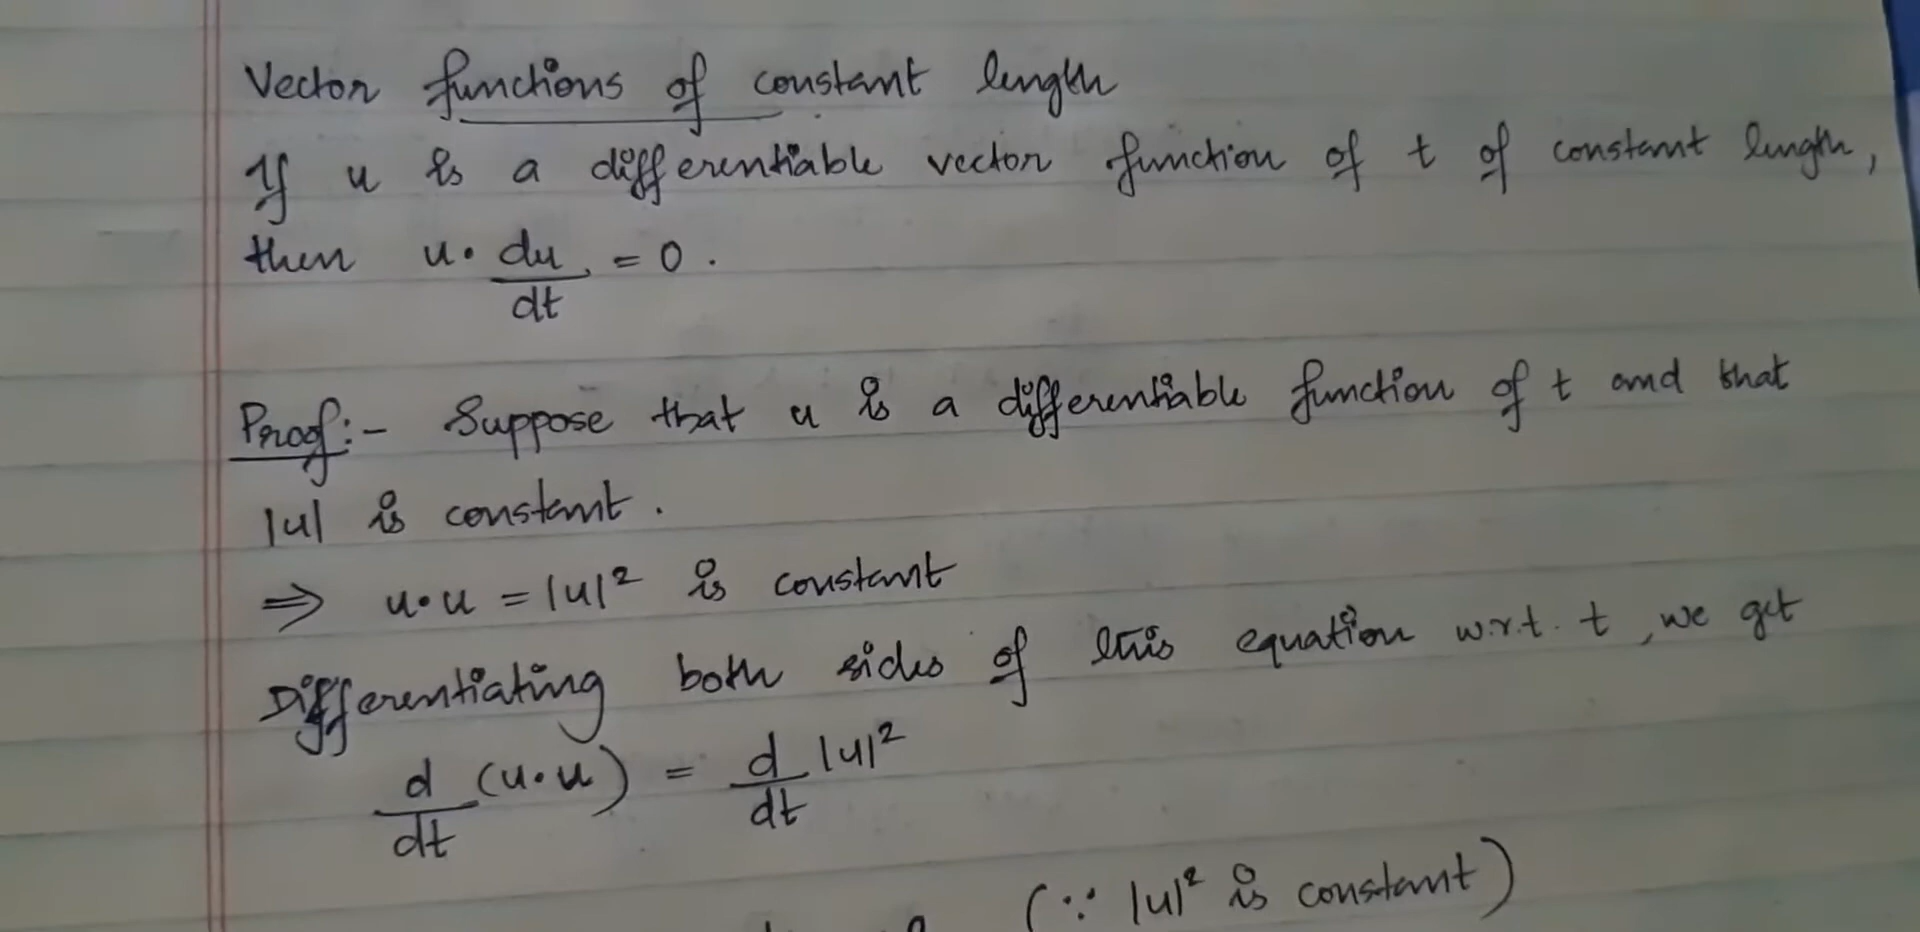 Vector functions of constant length
If u is a differentiable vector function of t of constant length,
then u · du/dt = 0 .
Proof:- Suppose that u is a differentiable function of t and that
|u| is constant .
⇒ u·u = |u|² is constant
Differentiating both sides of this equation w.r.t. t , we get
d/dt (u·u) = d/dt |u|²
(∵ |u|² is constant)